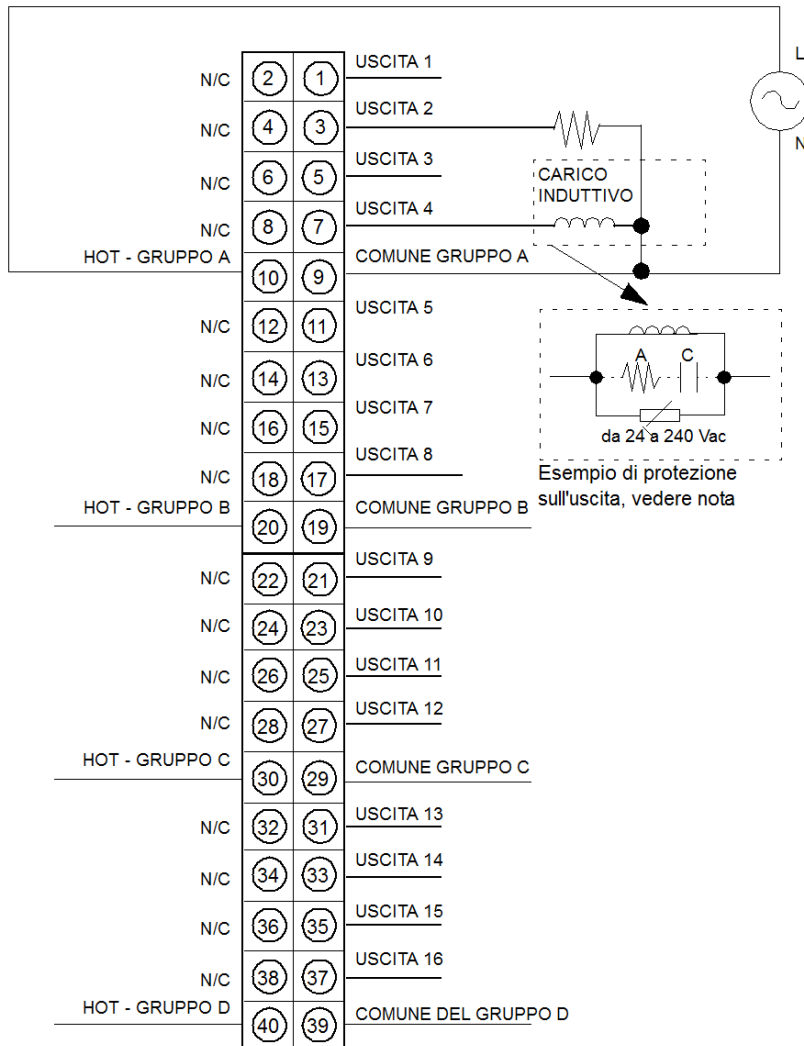 L
USCITA 1
N/C 2 1
USCITA 2
N/C 4 3
N
USCITA 3
N/C 6 5
CARICO
INDUTTIVO
USCITA 4
N/C 8 7
HOT - GRUPPO A 10 9 COMUNE GRUPPO A
USCITA 5
N/C 12 11
USCITA 6
N/C 14 13
A C
USCITA 7
N/C 16 15
da 24 a 240 Vac
USCITA 8
N/C 18 17
Esempio di protezione
sull'uscita, vedere nota
HOT - GRUPPO B 20 19 COMUNE GRUPPO B
USCITA 9
N/C 22 21
USCITA 10
N/C 24 23
USCITA 11
N/C 26 25
USCITA 12
N/C 28 27
HOT - GRUPPO C 30 29 COMUNE GRUPPO C
USCITA 13
N/C 32 31
USCITA 14
N/C 34 33
USCITA 15
N/C 36 35
USCITA 16
N/C 38 37
HOT - GRUPPO D 40 39 COMUNE DEL GRUPPO D